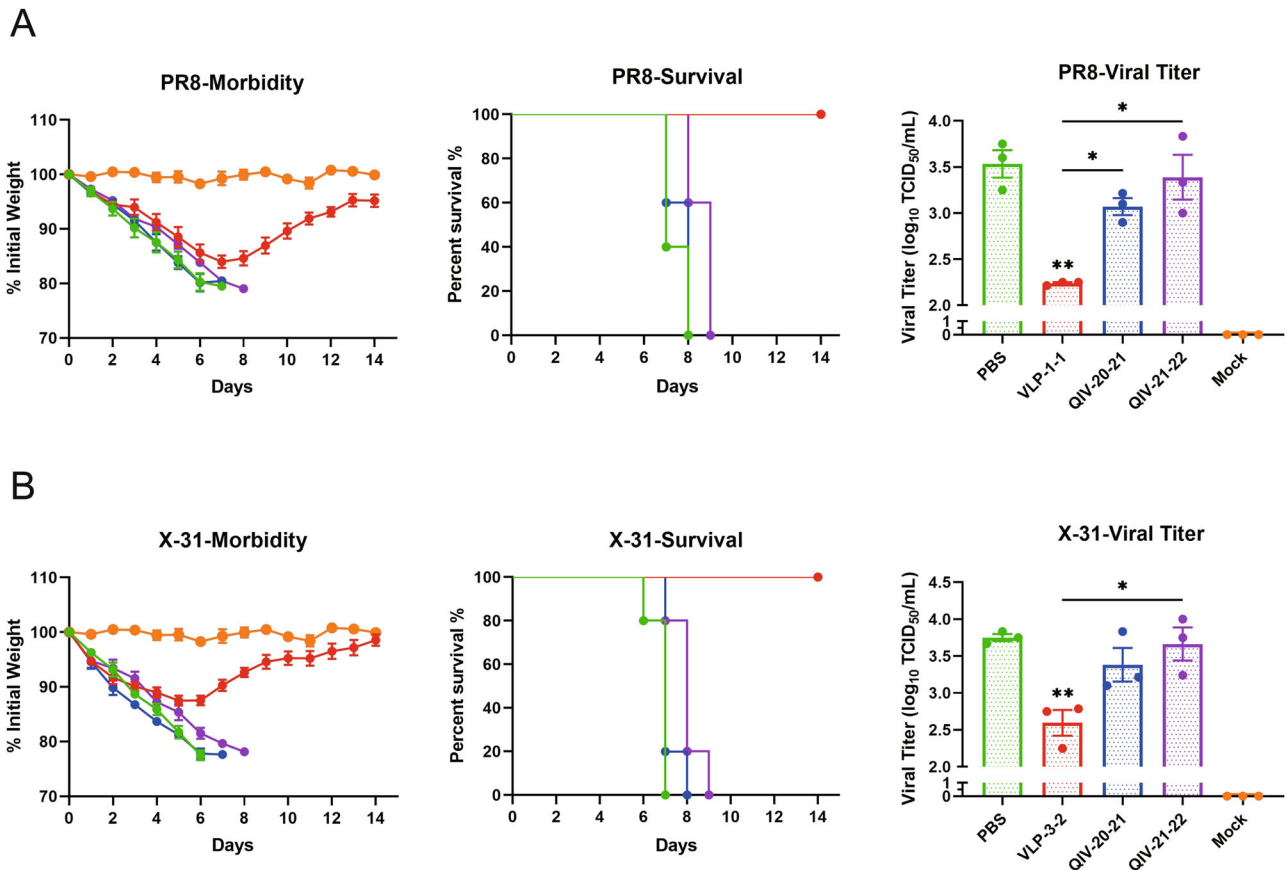 A
PR8-Morbidity
% Initial Weight
110
100
90
80
70
0 2 4 6 8 10 12 14
Days
PR8-Survival
Percent survival %
100
80
60
40
20
0
0 2 4 6 8 10 12 14
Days
PR8-Viral Titer
Viral Titer (log10 TCID50/mL)
4.0
3.5
3.0
2.5
2.0
1
0
*
*
**
PBS
VLP-1-1
QIV-20-21
QIV-21-22
Mock
B
X-31-Morbidity
% Initial Weight
110
100
90
80
70
0 2 4 6 8 10 12 14
Days
X-31-Survival
Percent survival %
100
80
60
40
20
0
0 2 4 6 8 10 12 14
Days
X-31-Viral Titer
Viral Titer (log10 TCID50/mL)
4.5
4.0
3.5
3.0
2.5
2.0
1
0
*
**
PBS
VLP-3-2
QIV-20-21
QIV-21-22
Mock